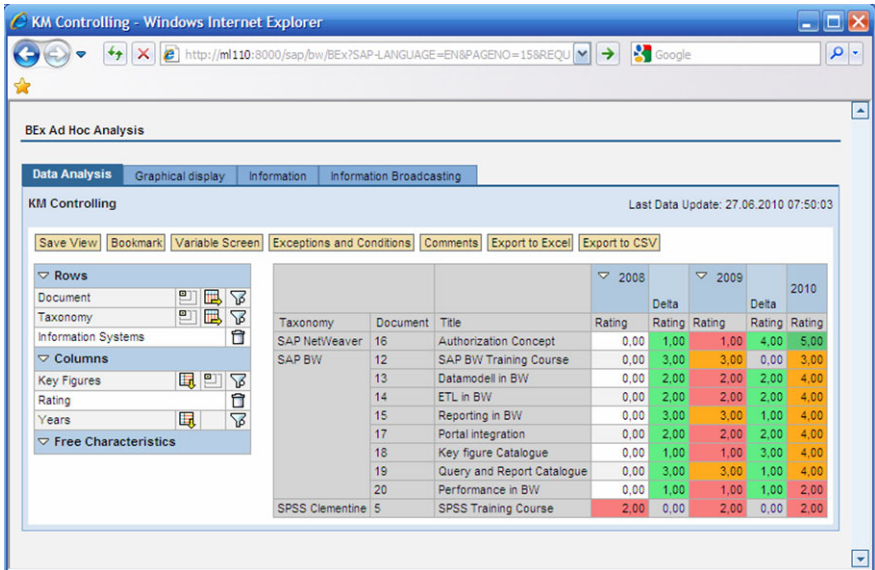 KM Controlling - Windows Internet Explorer
http://ml110:8000/sap/bw/BEx?SAP-LANGUAGE=EN&PAGENO=15&REQU
Google
BEx Ad Hoc Analysis
Data Analysis Graphical display Information Information Broadcasting
KM Controlling Last Data Update: 27.06.2010 07:50:03
Save View Bookmark Variable Screen Exceptions and Conditions Comments Export to Excel Export to CSV
Rows
Document
Taxonomy
Information Systems
Columns
Key Figures
Rating
Years
Free Characteristics
2008 Delta 2009 Delta 2010
Taxonomy Document Title Rating Rating Rating Rating Rating
SAP NetWeaver 16 Authorization Concept 0,00 1,00 1,00 4,00 5,00
SAP BW 12 SAP BW Training Course 0,00 3,00 3,00 0,00 3,00
13 Datamodell in BW 0,00 2,00 2,00 2,00 4,00
14 ETL in BW 0,00 2,00 2,00 2,00 4,00
15 Reporting in BW 0,00 3,00 3,00 1,00 4,00
17 Portal integration 0,00 2,00 2,00 2,00 4,00
18 Key figure Catalogue 0,00 1,00 1,00 3,00 4,00
19 Query and Report Catalogue 0,00 3,00 3,00 1,00 4,00
20 Performance in BW 0,00 1,00 1,00 1,00 2,00
SPSS Clementine 5 SPSS Training Course 2,00 0,00 2,00 0,00 2,00